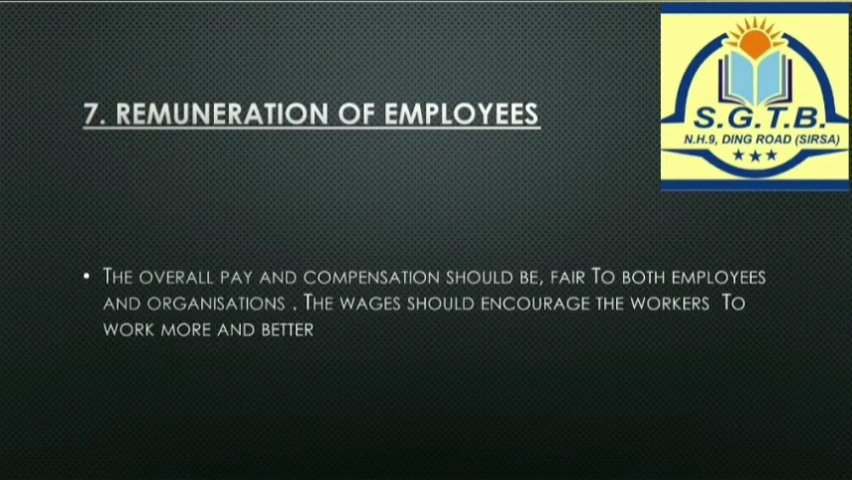 7. REMUNERATION OF EMPLOYEES
S.G.T.B.
N.H.9, DING ROAD (SIRSA)
• THE OVERALL PAY AND COMPENSATION SHOULD BE, FAIR TO BOTH EMPLOYEES
AND ORGANISATIONS . THE WAGES SHOULD ENCOURAGE THE WORKERS TO
WORK MORE AND BETTER